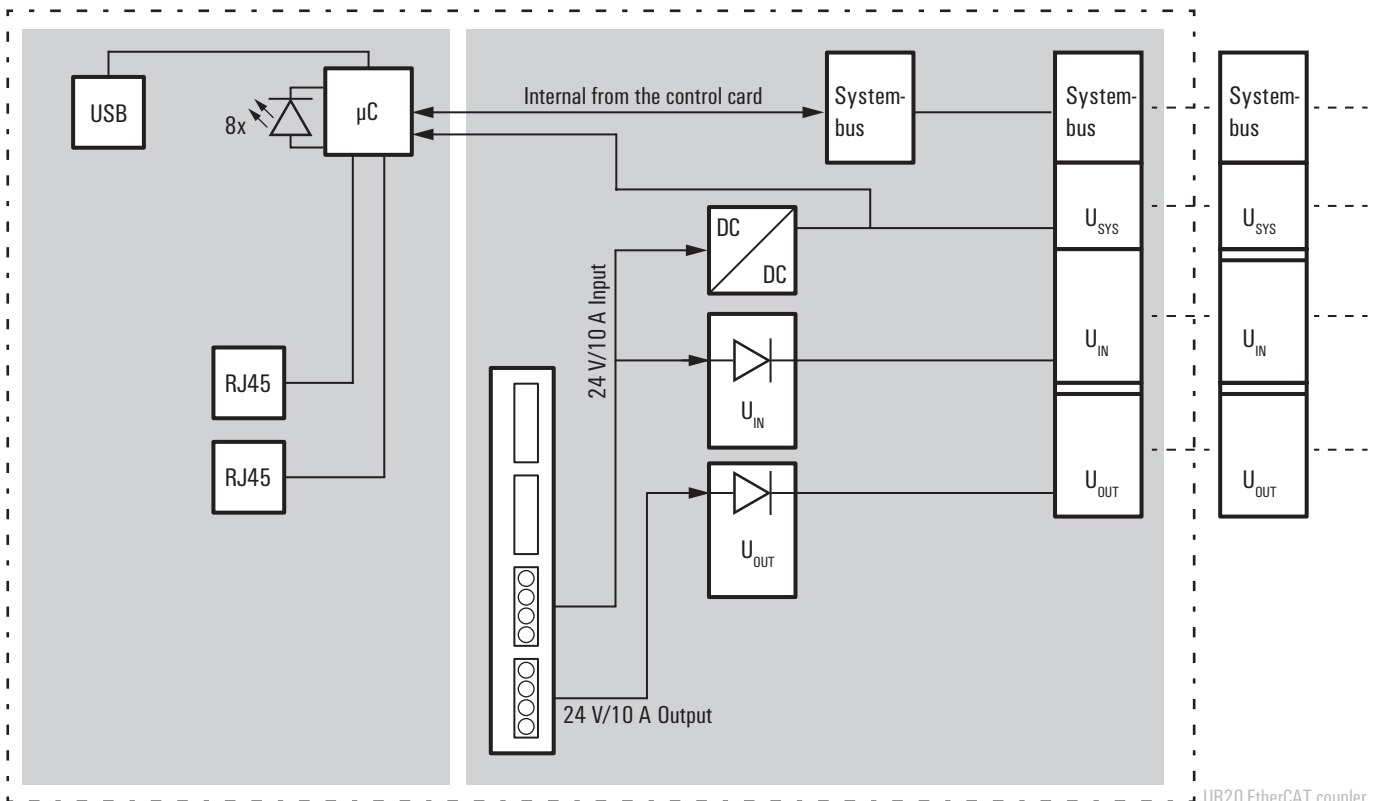 USB
8x
µC
Internal from the control card
System-
bus
System-
bus
System-
bus
DC
DC
U_SYS
U_SYS
24 V/10 A Input
U_IN
U_IN
U_IN
RJ45
RJ45
U_OUT
U_OUT
U_OUT
24 V/10 A Output
UR20 EtherCAT coupler